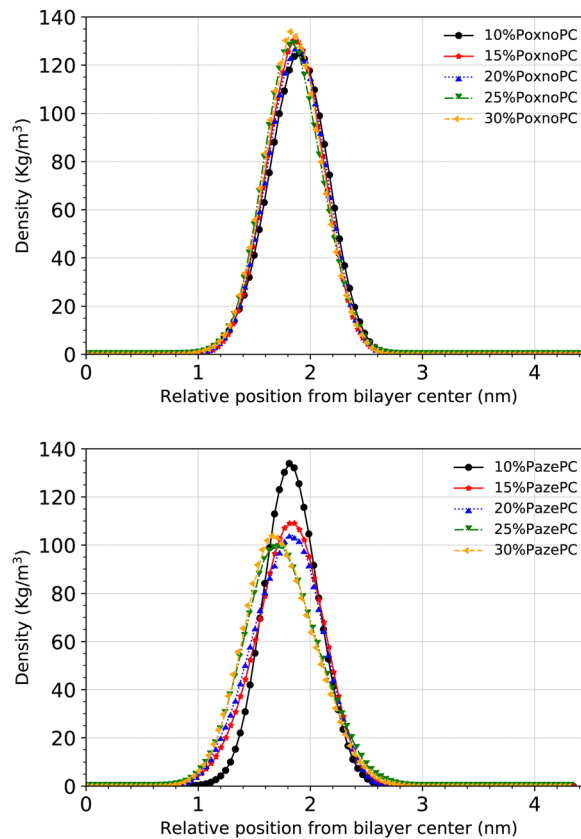 140
120
100
80
60
40
20
0
Density (Kg/m³)
10%PoxnoPC
15%PoxnoPC
20%PoxnoPC
25%PoxnoPC
30%PoxnoPC
0 1 2 3 4
Relative position from bilayer center (nm)
140
120
100
80
60
40
20
0
Density (Kg/m³)
10%PazePC
15%PazePC
20%PazePC
25%PazePC
30%PazePC
0 1 2 3 4
Relative position from bilayer center (nm)